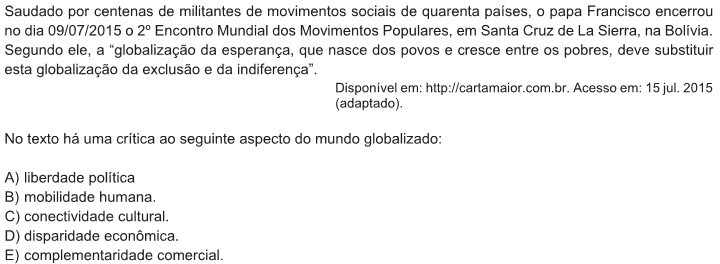 Saudado por centenas de militantes de movimentos sociais de quarenta países, o papa Francisco encerrou
no dia 09/07/2015 o 2º Encontro Mundial dos Movimentos Populares, em Santa Cruz de La Sierra, na Bolívia.
Segundo ele, a “globalização da esperança, que nasce dos povos e cresce entre os pobres, deve substituir
esta globalização da exclusão e da indiferença”.
Disponível em: http://cartamaior.com.br. Acesso em: 15 jul. 2015
(adaptado).
No texto há uma crítica ao seguinte aspecto do mundo globalizado:
A) liberdade política
B) mobilidade humana.
C) conectividade cultural.
D) disparidade econômica.
E) complementaridade comercial.